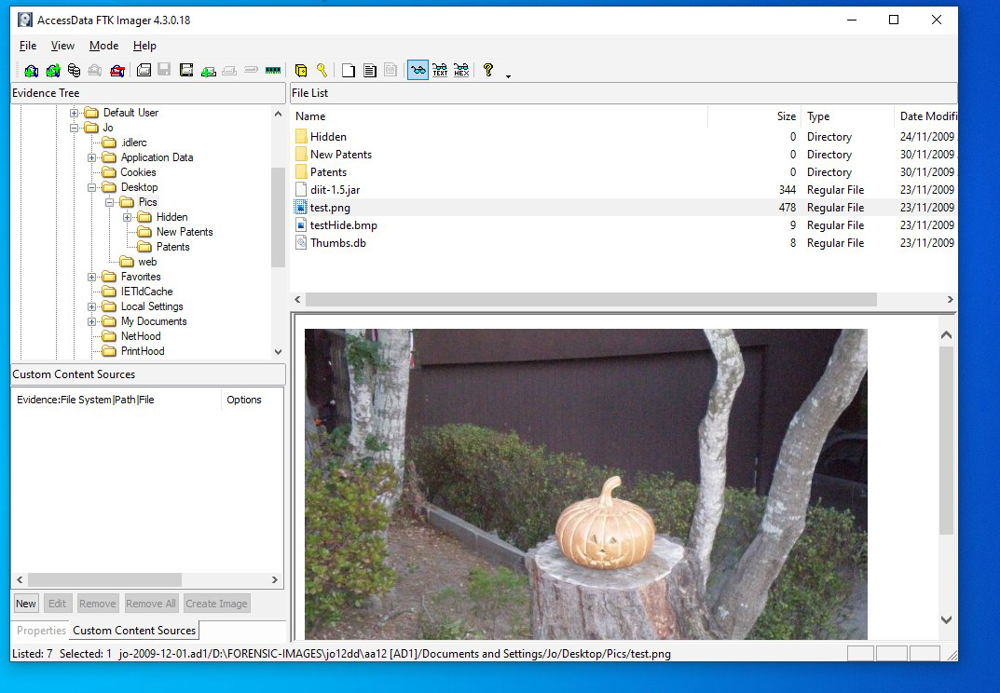 AccessData FTK Imager 4.3.0.18
File View Mode Help
TEXT HEX
Evidence Tree
Default User
Jo
.idlerc
Application Data
Cookies
Desktop
Pics
Hidden
New Patents
Patents
web
Favorites
IETldCache
Local Settings
My Documents
NetHood
PrintHood
Custom Content Sources
Evidence:File System|Path|File Options
New Edit Remove Remove All Create Image
Properties Custom Content Sources
File List
Name Size Type Date Modifi
Hidden 0 Directory 24/11/2009
New Patents 0 Directory 30/11/2009
Patents 0 Directory 30/11/2009
diit-1.5.jar 344 Regular File 23/11/2009
test.png 478 Regular File 23/11/2009
testHide.bmp 9 Regular File 23/11/2009
Thumbs.db 8 Regular File 23/11/2009
Listed: 7 Selected: 1 jo-2009-12-01.ad1/D:\FORENSIC-IMAGES\jo12dd\aa12 [AD1]/Documents and Settings/Jo/Desktop/Pics/test.png